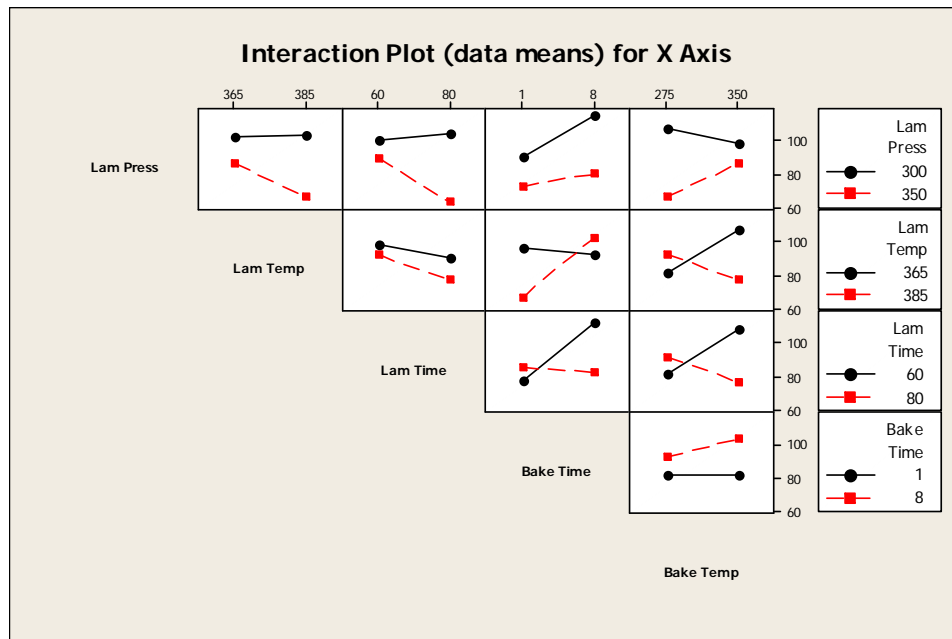 Interaction Plot (data means) for X Axis
365 385 60 80 1 8 275 350
Lam Press
100
80
60
Lam
Press
300
350
Lam Temp
100
80
60
Lam
Temp
365
385
Lam Time
100
80
60
Lam
Time
60
80
Bake Time
100
80
60
Bake
Time
1
8
Bake Temp